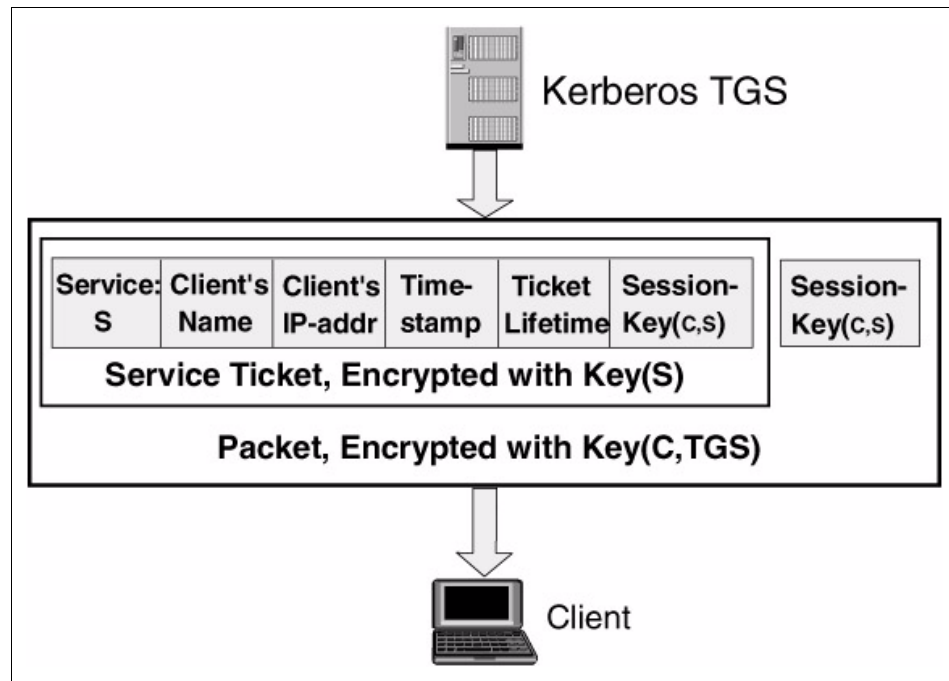 Kerberos TGS
Service: S
Client's Name
Client's IP-addr
Time-stamp
Ticket Lifetime
Session-Key(C,S)
Session-Key(C,S)
Service Ticket, Encrypted with Key(S)
Packet, Encrypted with Key(C,TGS)
Client